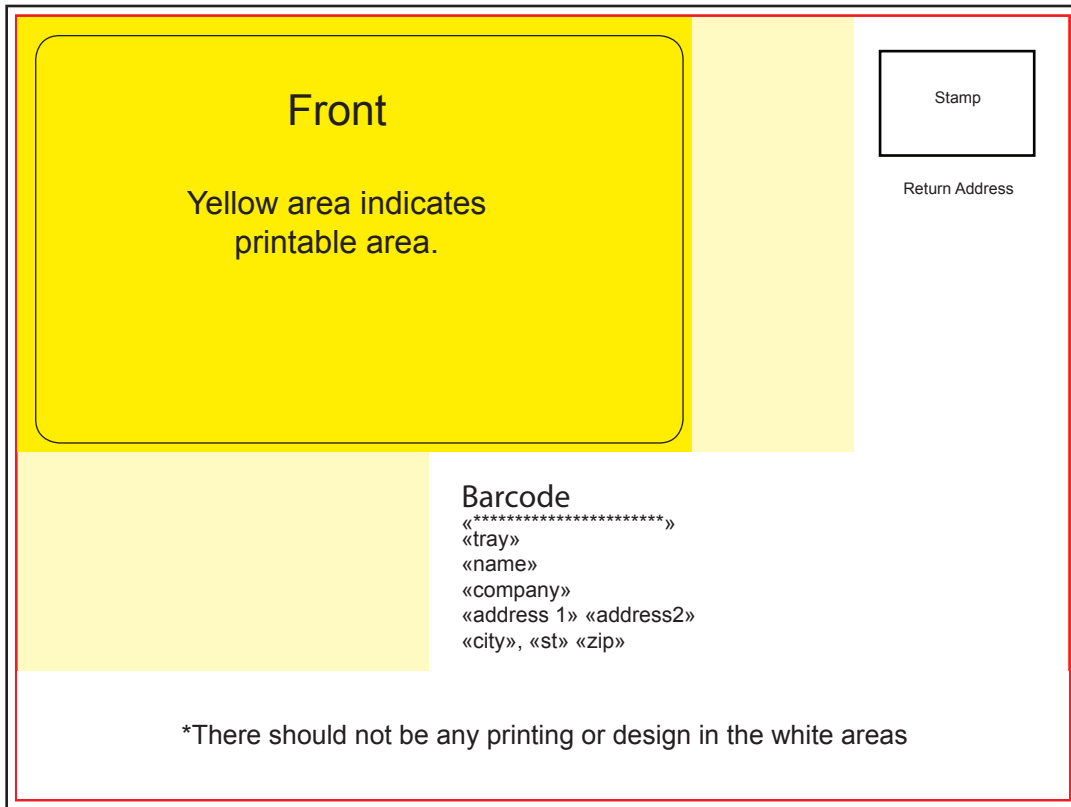 Front
Yellow area indicates
printable area.
Stamp
Return Address
Barcode
«***********************»
«tray»
«name»
«company»
«address 1» «address2»
«city», «st» «zip»
*There should not be any printing or design in the white areas